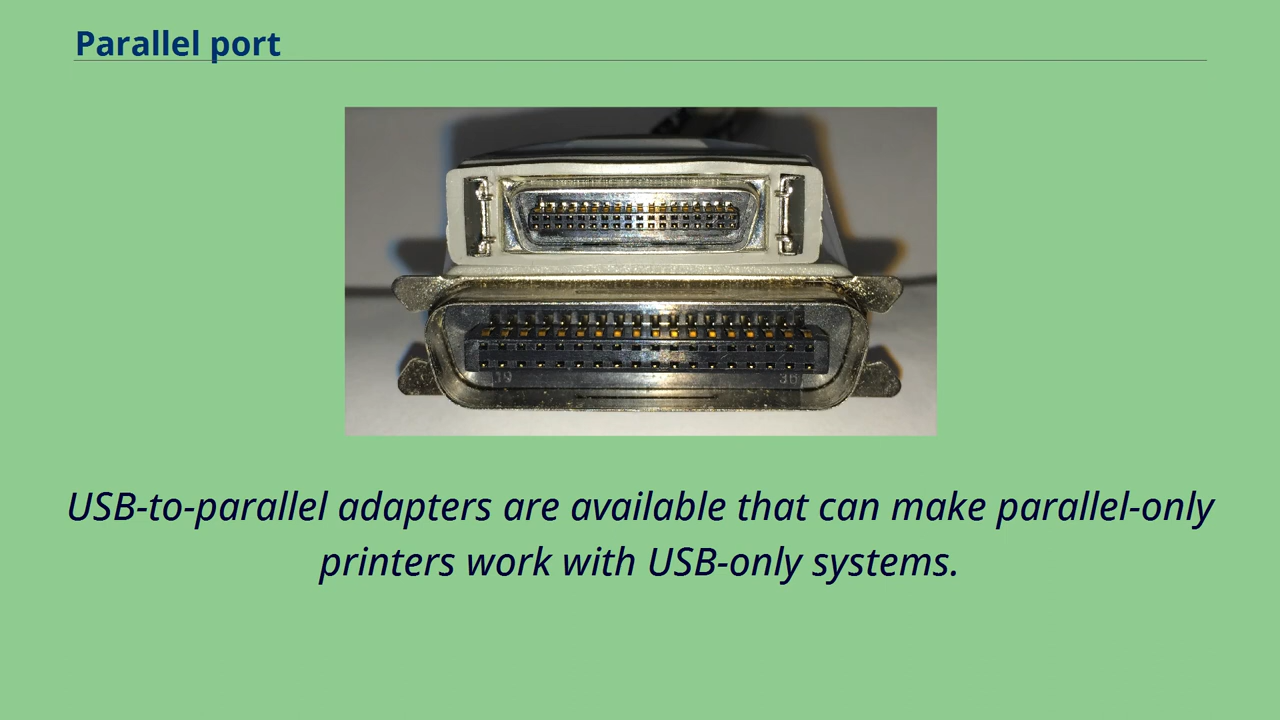 Parallel port
19 36
USB-to-parallel adapters are available that can make parallel-only
printers work with USB-only systems.